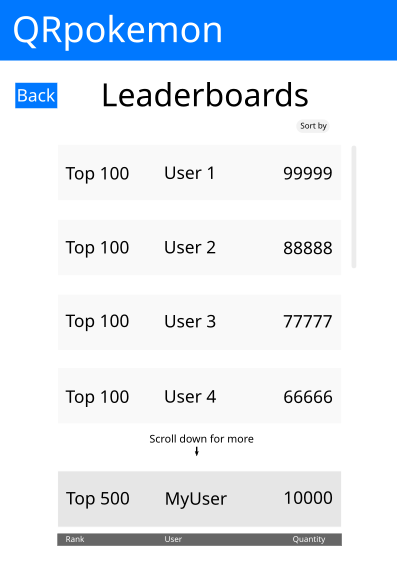 QRpokemon
Back
Leaderboards
Sort by
Top 100 User 1 99999
Top 100 User 2 88888
Top 100 User 3 77777
Top 100 User 4 66666
Scroll down for more
Top 500 MyUser 10000
Rank User Quantity